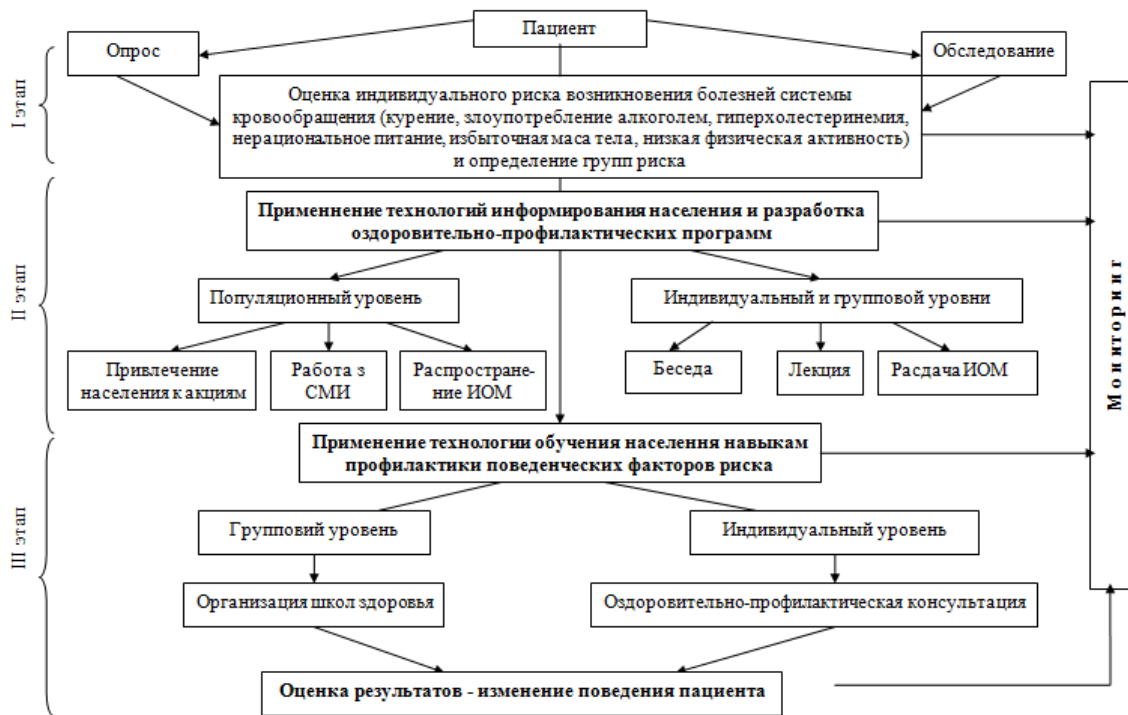 Пациент
Опрос
Обследование
I этап
Оценка индивидуального риска возникновения болезней системы
кровообращения (курение, злоупотребление алкоголем, гиперхолестеринемия,
нерациональное питание, избыточная маса тела, низкая физическая активность)
и определение групп риска
Применнение технологий информирования населения и разработка
оздоровительно-профилактических программ
II этап
Популяционный уровень
Индивидуальный и групповой уровни
Мониторинг
Привлечение
населения к акциям
Работа з
СМИ
Распростране-
ние ИОМ
Беседа
Лекция
Расдача ИОМ
Применение технологии обучения населення навыкам
профилактики поведенческих факторов риска
III этап
Групповий уровень
Индивидуальный уровень
Организация школ здоровья
Оздоровительно-профилактическая консультация
Оценка результатов - изменение поведения пациента